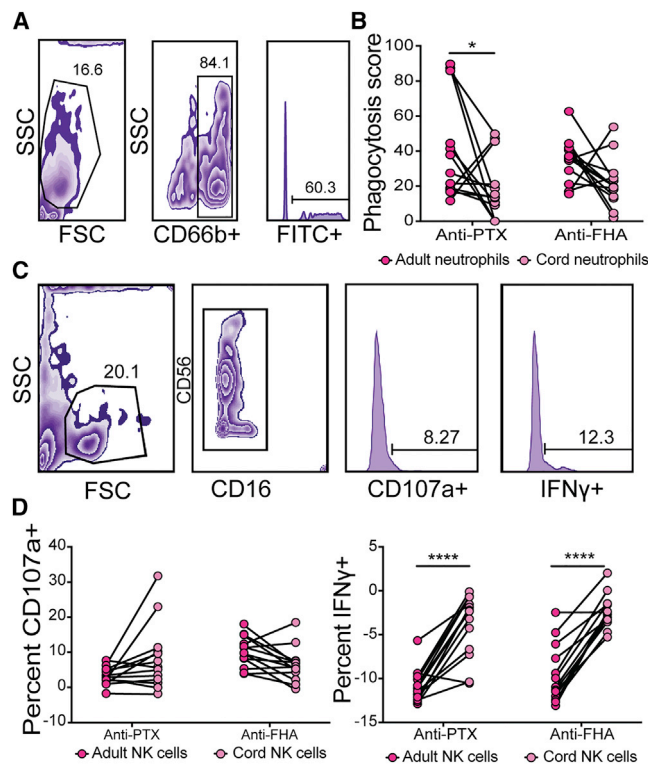 A
16.6
SSC
FSC
84.1
SSC
CD66b+
60.3
FITC+
B
Phagocytosis score
100
80
60
40
20
0
*
Anti-PTX
Anti-FHA
Adult neutrophils
Cord neutrophils
C
SSC
20.1
FSC
CD56
CD16
8.27
CD107a+
12.3
IFNγ+
D
Percent CD107a+
40
30
20
10
0
-10
Anti-PTX
Anti-FHA
Adult NK cells
Cord NK cells
Percent IFNγ+
5
0
-5
-10
-15
****
****
Anti-PTX
Anti-FHA
Adult NK cells
Cord NK cells